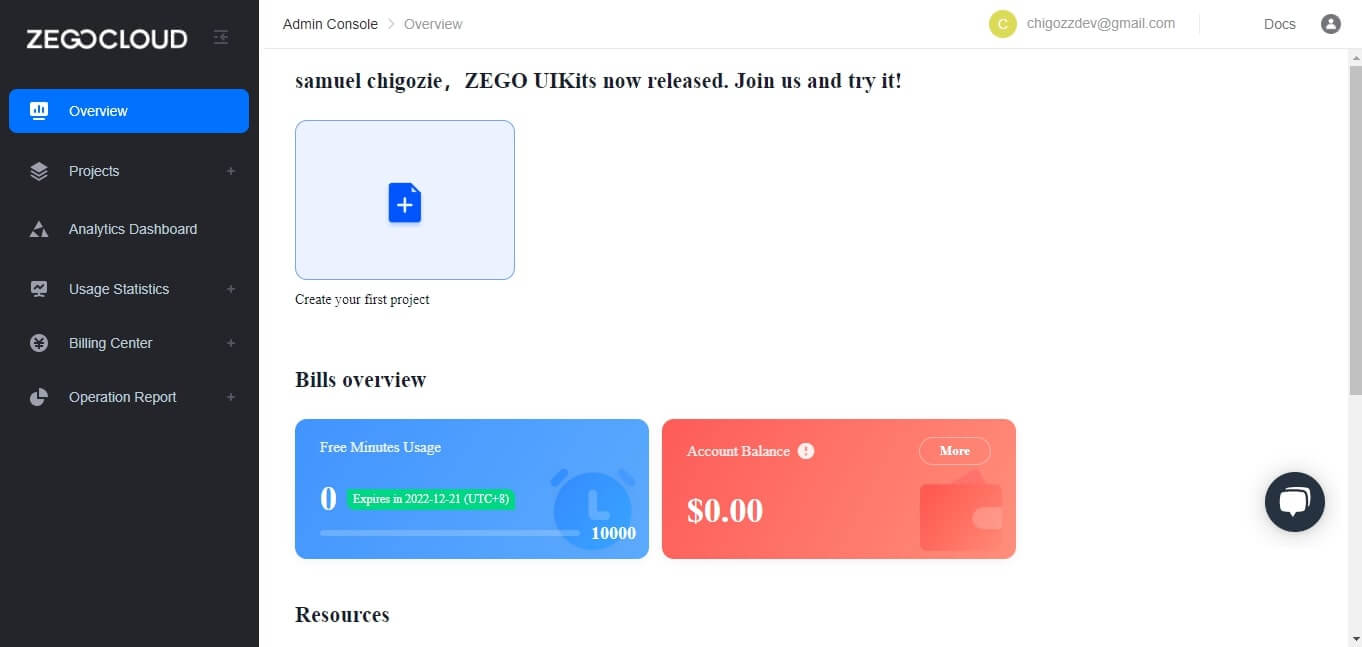 ZEGOCLOUD
Overview
Projects
Analytics Dashboard
Usage Statistics
Billing Center
Operation Report
Admin Console > Overview
C chigozzdev@gmail.com
Docs
samuel chigozie，ZEGO UIKits now released. Join us and try it!
Create your first project
Bills overview
Free Minutes Usage
0 Expires in 2022-12-21 (UTC+8)
10000
Account Balance
More
$0.00
Resources